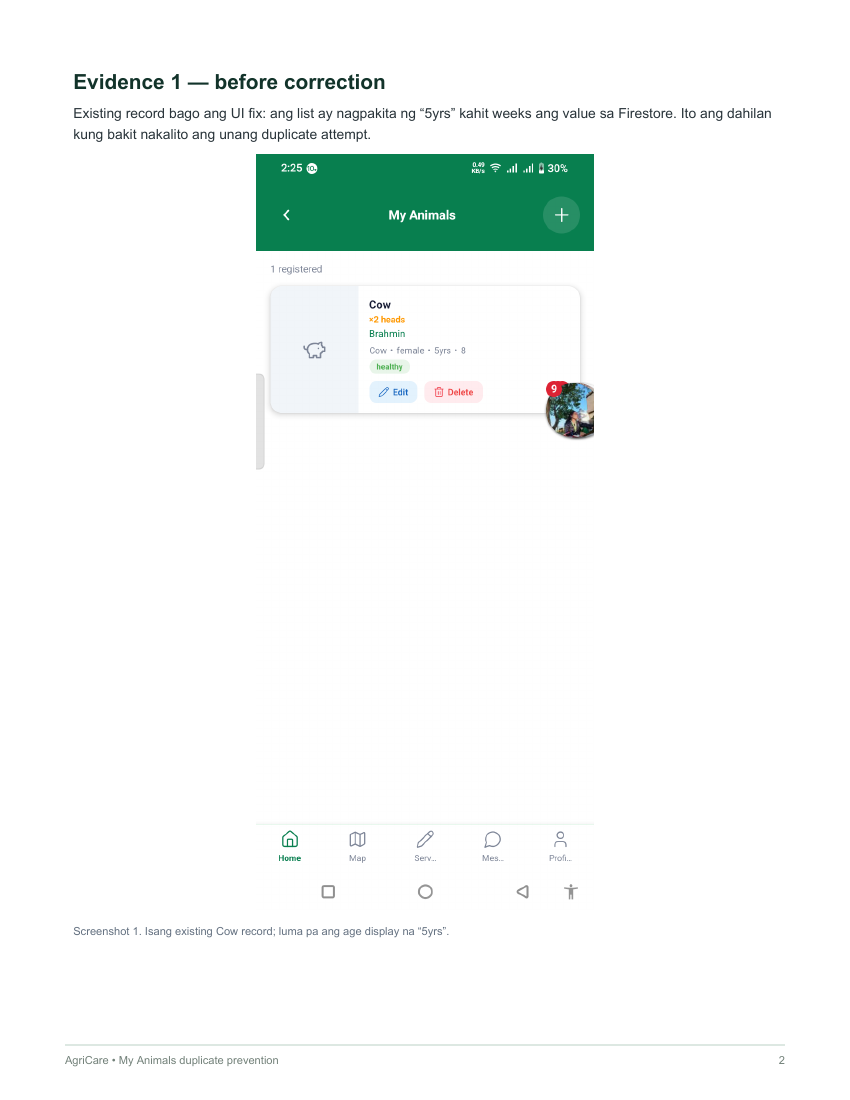 Evidence 1 — before correction
Existing record bago ang UI fix: ang list ay nagpakita ng “5yrs” kahit weeks ang value sa Firestore. Ito ang dahilan
kung bakit nakalito ang unang duplicate attempt.
2:25
0.49 KB/s 30%
My Animals
1 registered
Cow
×2 heads
Brahmin
Cow • female • 5yrs • 8
healthy
Edit Delete
9
Home Map Serv... Mes... Profi...
Screenshot 1. Isang existing Cow record; luma pa ang age display na “5yrs”.
AgriCare • My Animals duplicate prevention 2